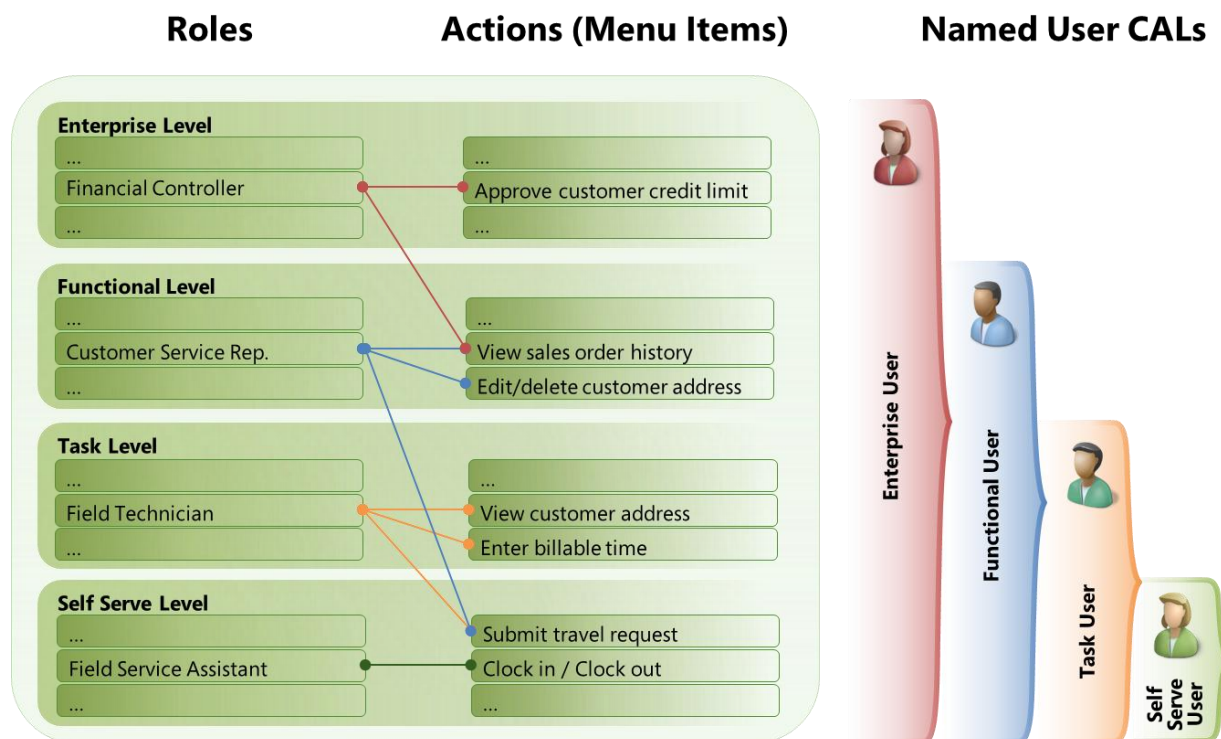 Roles
Actions (Menu Items)
Named User CALs
Enterprise Level
...
Financial Controller
...
...
Approve customer credit limit
...
Functional Level
...
Customer Service Rep.
...
...
View sales order history
Edit/delete customer address
Task Level
...
Field Technician
...
...
View customer address
Enter billable time
Self Serve Level
...
Field Service Assistant
...
Submit travel request
Clock in / Clock out
...
Enterprise User
Functional User
Task User
Self
Serve
User